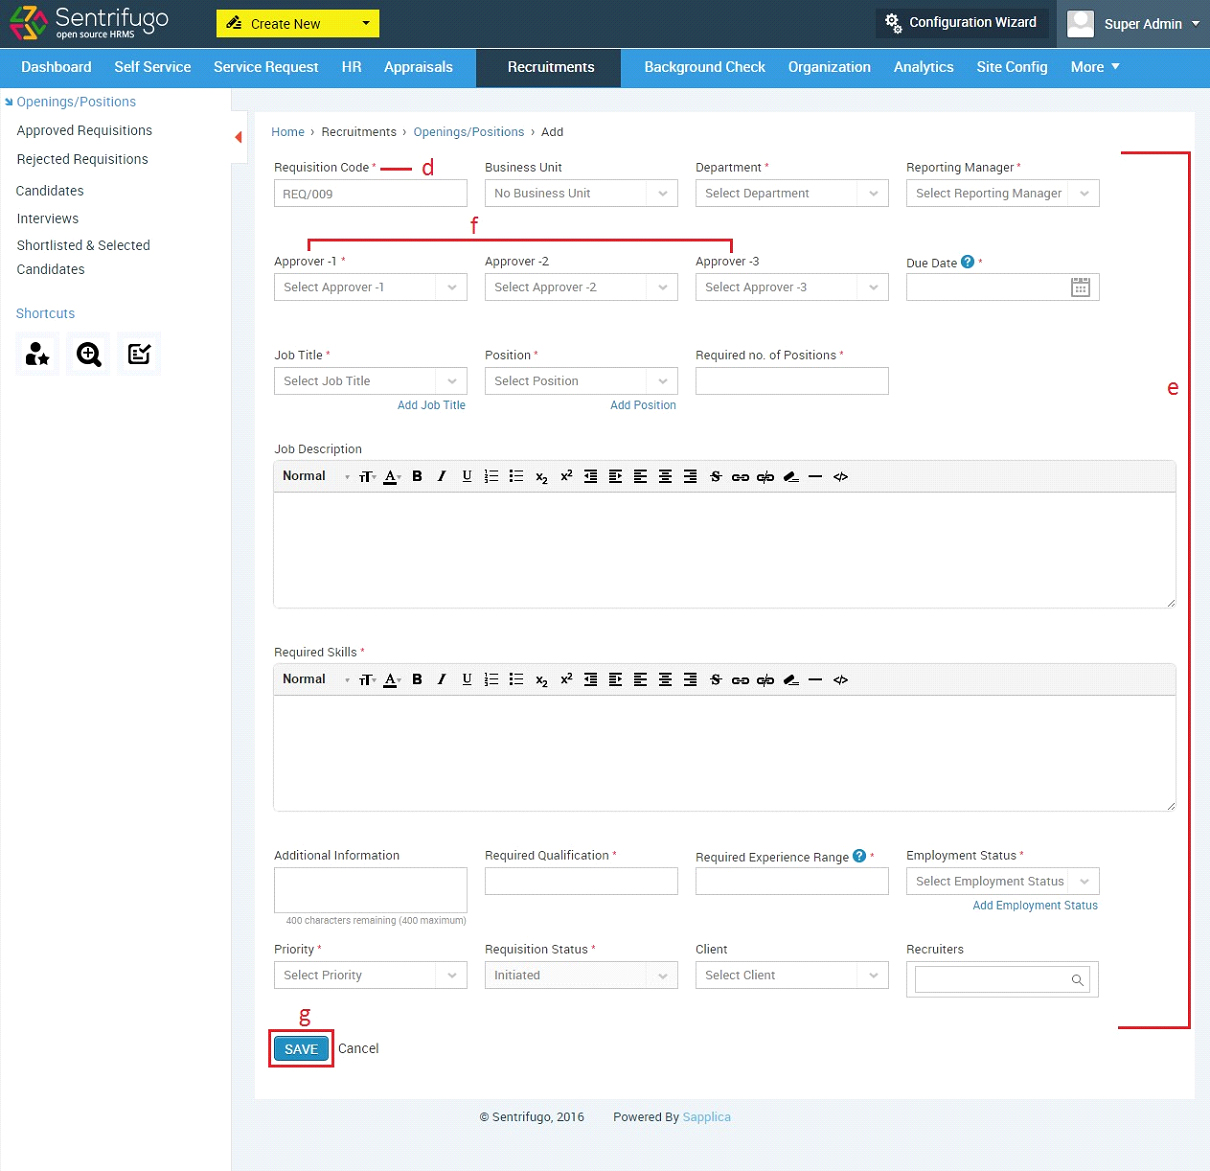 Sentrifugo
open source HRMS
Create New
Configuration Wizard
Super Admin
Dashboard Self Service Service Request HR Appraisals Recruitments Background Check Organization Analytics Site Config More
Openings/Positions
Approved Requisitions
Rejected Requisitions
Candidates
Interviews
Shortlisted & Selected
Candidates
Shortcuts
Home › Recruitments › Openings/Positions › Add
Requisition Code * d Business Unit Department * Reporting Manager *
REQ/009 No Business Unit Select Department Select Reporting Manager
f
Approver -1 * Approver -2 Approver -3 Due Date ? *
Select Approver -1 Select Approver -2 Select Approver -3
Job Title * Position * Required no. of Positions *
Select Job Title Select Position
e
Add Job Title Add Position
Job Description
Normal TT A B I U x2 x2 S </>
Required Skills *
Normal TT A B I U x2 x2 S </>
Additional Information Required Qualification * Required Experience Range ? * Employment Status *
Select Employment Status
400 characters remaining (400 maximum) Add Employment Status
Priority * Requisition Status * Client Recruiters
Select Priority Initiated Select Client
g
SAVE Cancel
© Sentrifugo, 2016 Powered By Sapplica